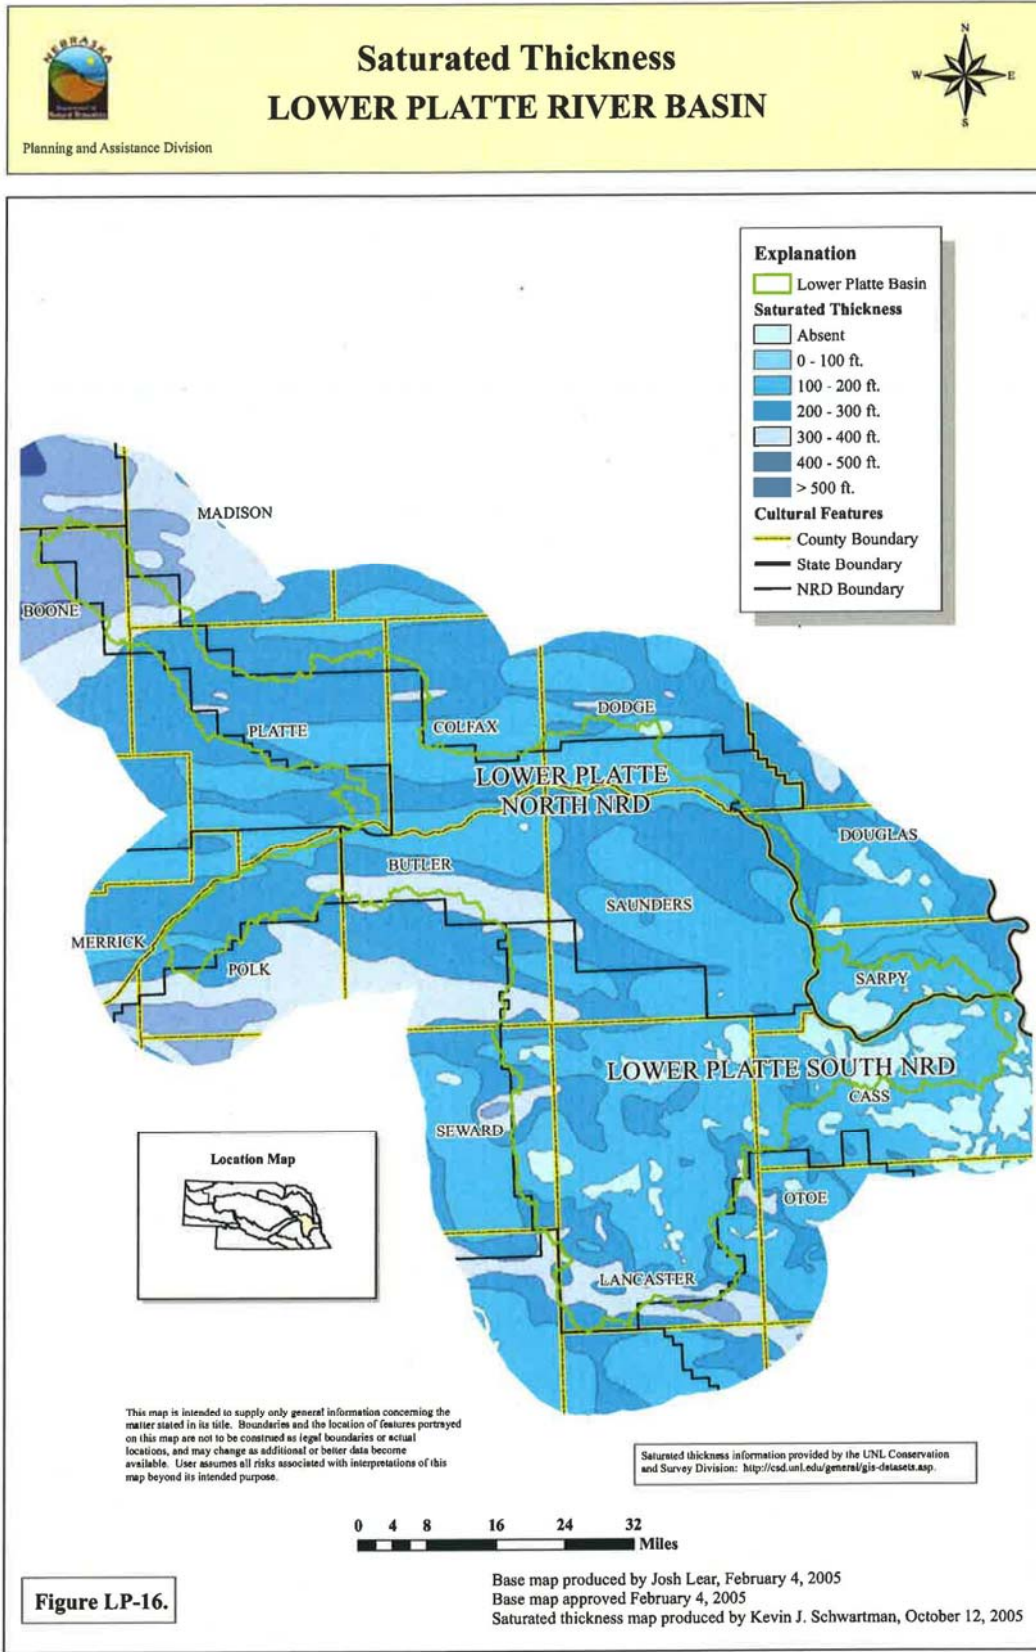 NEBRASKA
Department of
Natural Resources
Planning and Assistance Division
Saturated Thickness
LOWER PLATTE RIVER BASIN
N
W
E
S
Explanation
Lower Platte Basin
Saturated Thickness
Absent
0 - 100 ft.
100 - 200 ft.
200 - 300 ft.
300 - 400 ft.
400 - 500 ft.
> 500 ft.
Cultural Features
County Boundary
State Boundary
NRD Boundary
MADISON
BOONE
PLATTE
COLFAX
DODGE
LOWER PLATTE
NORTH NRD
DOUGLAS
BUTLER
SAUNDERS
MERRICK
POLK
SARPY
LOWER PLATTE SOUTH NRD
CASS
SEWARD
OTOE
LANCASTER
Location Map
This map is intended to supply only general information concerning the
matter stated in its title. Boundaries and the location of features portrayed
on this map are not to be construed as legal boundaries or actual
locations, and may change as additional or better data become
available. User assumes all risks associated with interpretations of this
map beyond its intended purpose.
Saturated thickness information provided by the UNL Conservation
and Survey Division: http://csd.unl.edu/general/gis-datasets.asp.
0 4 8 16 24 32
Miles
Figure LP-16.
Base map produced by Josh Lear, February 4, 2005
Base map approved February 4, 2005
Saturated thickness map produced by Kevin J. Schwartman, October 12, 2005